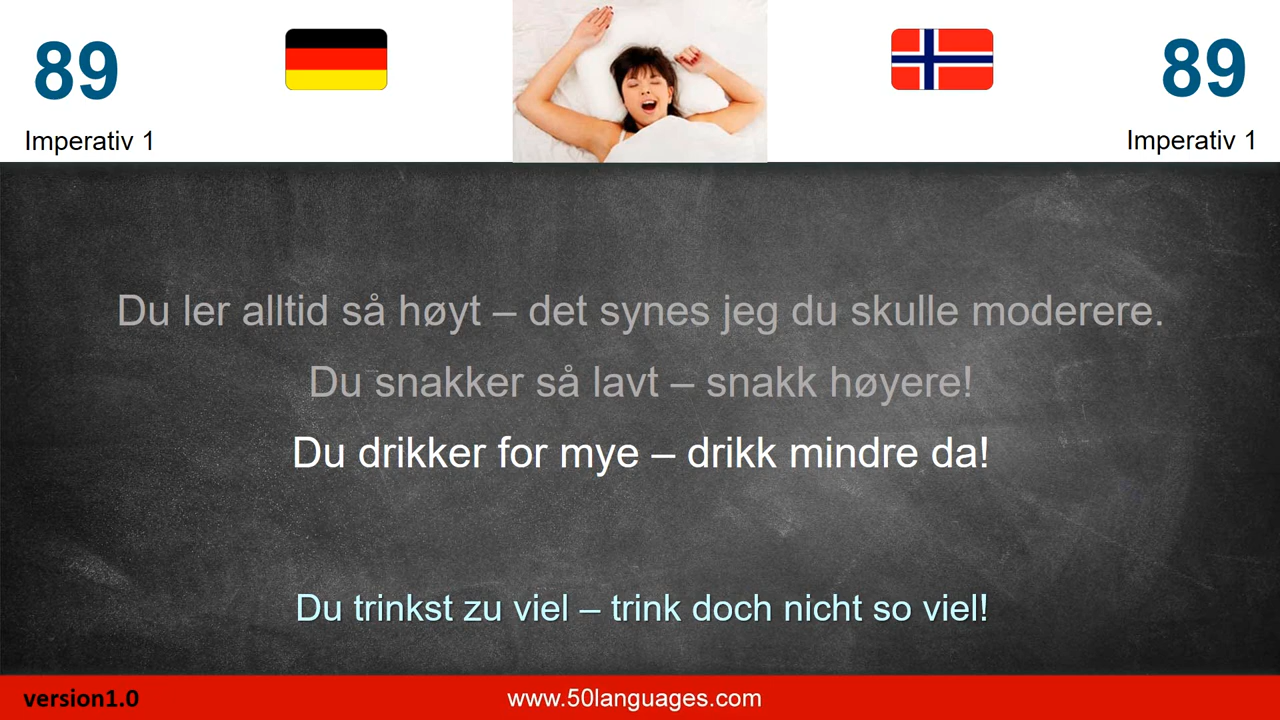 89
89
Imperativ 1
Imperativ 1
Du ler alltid så høyt – det synes jeg du skulle moderere.
Du snakker så lavt – snakk høyere!
Du drikker for mye – drikk mindre da!
Du trinkst zu viel – trink doch nicht so viel!
version1.0
www.50languages.com